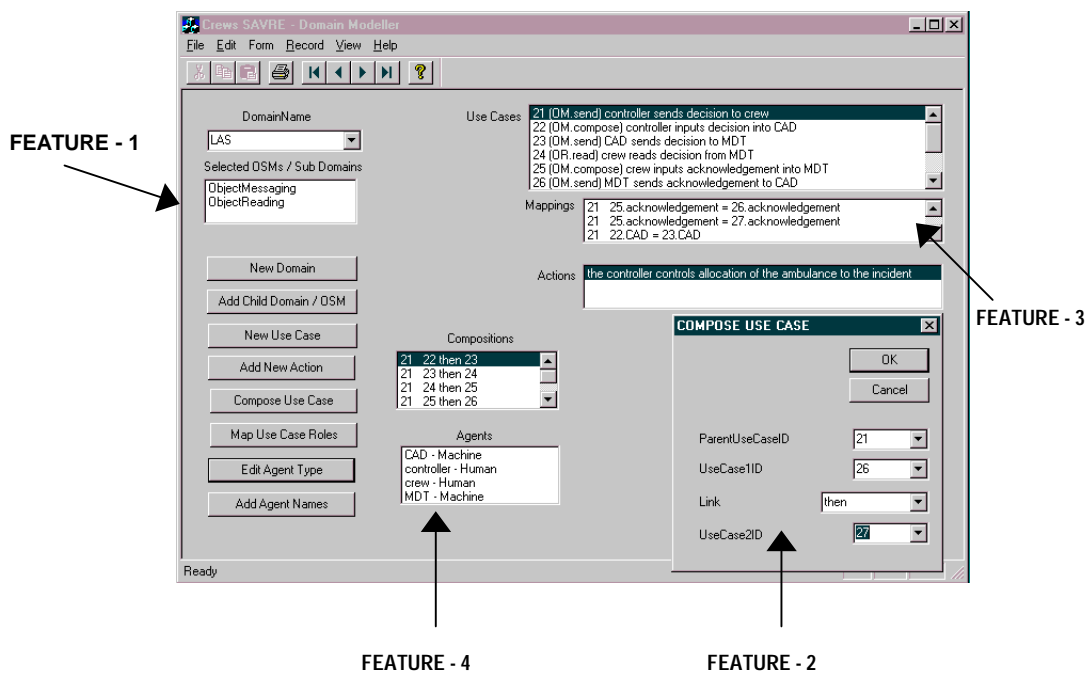 Crews SAVRE - Domain Modeller
File Edit Form Record View Help
DomainName
LAS
FEATURE - 1
Selected OSMs / Sub Domains
ObjectMessaging
ObjectReading
Use Cases
21 (OM.send) controller sends decision to crew
22 (OM.compose) controller inputs decision into CAD
23 (OM.send) CAD sends decision to MDT
24 (OR.read) crew reads decision from MDT
25 (OM.compose) crew inputs acknowledgement into MDT
26 (OM.send) MDT sends acknowledgement to CAD
Mappings
21 25.acknowledgement = 26.acknowledgement
21 25.acknowledgement = 27.acknowledgement
21 22.CAD = 23.CAD
Actions
the controller controls allocation of the ambulance to the incident
FEATURE - 3
New Domain
Add Child Domain / OSM
New Use Case
Add New Action
Compose Use Case
Map Use Case Roles
Edit Agent Type
Add Agent Names
Compositions
21 22 then 23
21 23 then 24
21 24 then 25
21 25 then 26
Agents
CAD - Machine
controller - Human
crew - Human
MDT - Machine
COMPOSE USE CASE
OK
Cancel
ParentUseCaseID 21
UseCase1ID 26
Link then
UseCase2ID 27
Ready
FEATURE - 4
FEATURE - 2